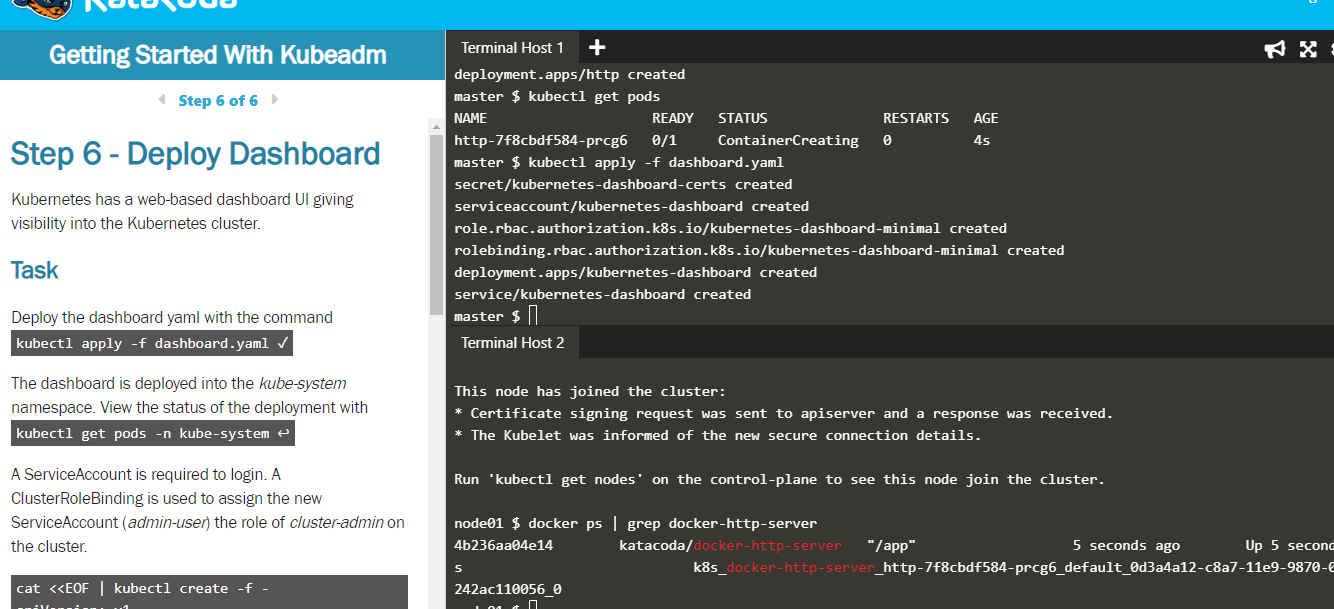 Katacoda
Getting Started With Kubeadm
Step 6 of 6
Step 6 - Deploy Dashboard
Kubernetes has a web-based dashboard UI giving
visibility into the Kubernetes cluster.
Task
Deploy the dashboard yaml with the command
kubectl apply -f dashboard.yaml ✓
The dashboard is deployed into the kube-system
namespace. View the status of the deployment with
kubectl get pods -n kube-system ↩
A ServiceAccount is required to login. A
ClusterRoleBinding is used to assign the new
ServiceAccount (admin-user) the role of cluster-admin on
the cluster.
cat <<EOF | kubectl create -f -
apiVersion: v1
Terminal Host 1 +
deployment.apps/http created
master $ kubectl get pods
NAME READY STATUS RESTARTS AGE
http-7f8cbdf584-prcg6 0/1 ContainerCreating 0 4s
master $ kubectl apply -f dashboard.yaml
secret/kubernetes-dashboard-certs created
serviceaccount/kubernetes-dashboard created
role.rbac.authorization.k8s.io/kubernetes-dashboard-minimal created
rolebinding.rbac.authorization.k8s.io/kubernetes-dashboard-minimal created
deployment.apps/kubernetes-dashboard created
service/kubernetes-dashboard created
master $
Terminal Host 2
This node has joined the cluster:
* Certificate signing request was sent to apiserver and a response was received.
* The Kubelet was informed of the new secure connection details.
Run 'kubectl get nodes' on the control-plane to see this node join the cluster.
node01 $ docker ps | grep docker-http-server
4b236aa04e14 katacoda/docker-http-server "/app" 5 seconds ago Up 5 second
s k8s_docker-http-server_http-7f8cbdf584-prcg6_default_0d3a4a12-c8a7-11e9-9870-0
242ac110056_0
node01 $